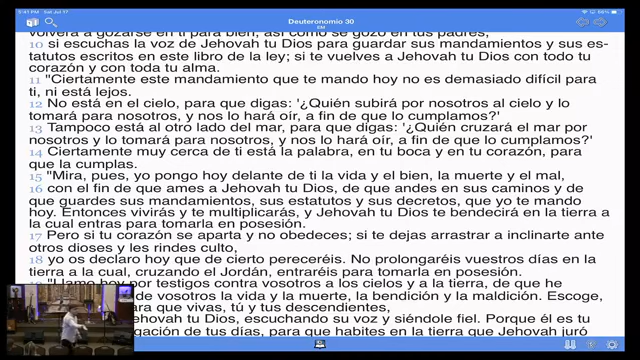 5:41 PM Sat Jul 17
58%
Deuteronomio 30
volverá a gozarse en ti para bien, así como se gozó en tus padres,
10 si escuchas la voz de Jehovah tu Dios para guardar sus mandamientos y sus es-
tatutos escritos en este libro de la ley; si te vuelves a Jehovah tu Dios con todo tu
corazón y con toda tu alma.
11 "Ciertamente este mandamiento que te mando hoy no es demasiado difícil para
ti, ni está lejos.
12 No está en el cielo, para que digas: '¿Quién subirá por nosotros al cielo y lo
tomará para nosotros, y nos lo hará oír, a fin de que lo cumplamos?'
13 Tampoco está al otro lado del mar, para que digas: '¿Quién cruzará el mar por
nosotros y lo tomará para nosotros, y nos lo hará oír, a fin de que lo cumplamos?'
14 Ciertamente muy cerca de ti está la palabra, en tu boca y en tu corazón, para
que la cumplas.
15 "Mira, pues, yo pongo hoy delante de ti la vida y el bien, la muerte y el mal,
16 con el fin de que ames a Jehovah tu Dios, de que andes en sus caminos y de
que guardes sus mandamientos, sus estatutos y sus decretos, que yo te mando
hoy. Entonces vivirás y te multiplicarás, y Jehovah tu Dios te bendecirá en la tierra a
la cual entras para tomarla en posesión.
17 Pero si tu corazón se aparta y no obedeces; si te dejas arrastrar a inclinarte ante
otros dioses y les rindes culto,
18 yo os declaro hoy que de cierto pereceréis. No prolongaréis vuestros días en la
tierra a la cual, cruzando el Jordán, entraréis para tomarla en posesión.
"Llamo hoy por testigos contra vosotros a los cielos y a la tierra, de que he
de vosotros la vida y la muerte, la bendición y la maldición. Escoge,
para que vivas, tú y tus descendientes,
Jehovah tu Dios, escuchando su voz y siéndole fiel. Porque él es tu
gación de tus días, para que habites en la tierra que Jehovah juró